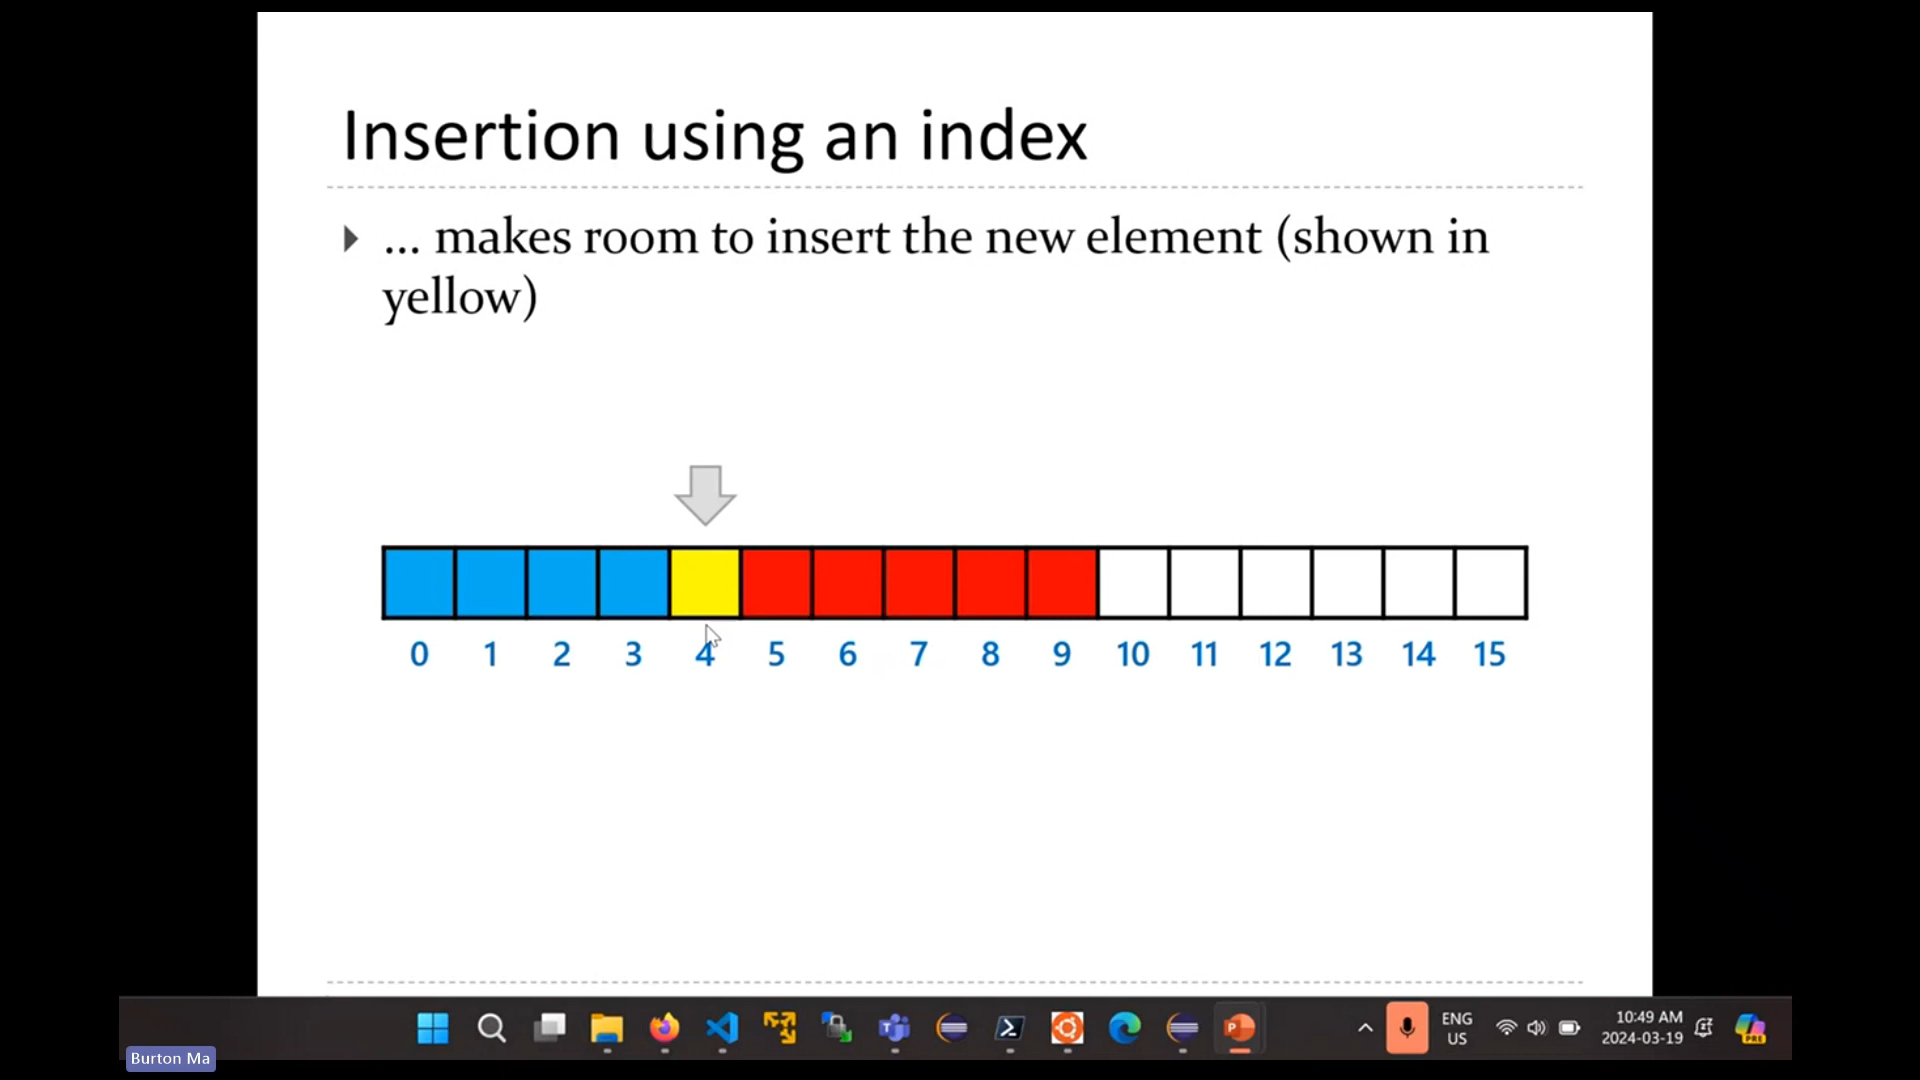 Insertion using an index
... makes room to insert the new element (shown in
yellow)
0 1 2 3 4 5 6 7 8 9 10 11 12 13 14 15
ENG
US
10:49 AM
2024-03-19
PRE
Burton Ma